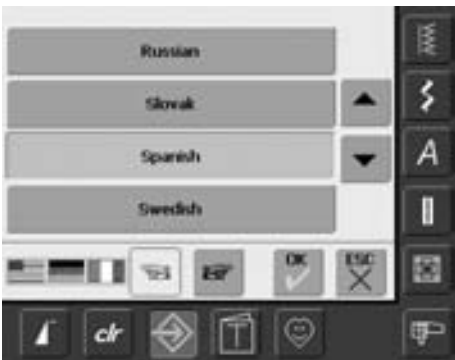 Russian
Slovak
Spanish
Swedish
OK
ESC
A
clr
T